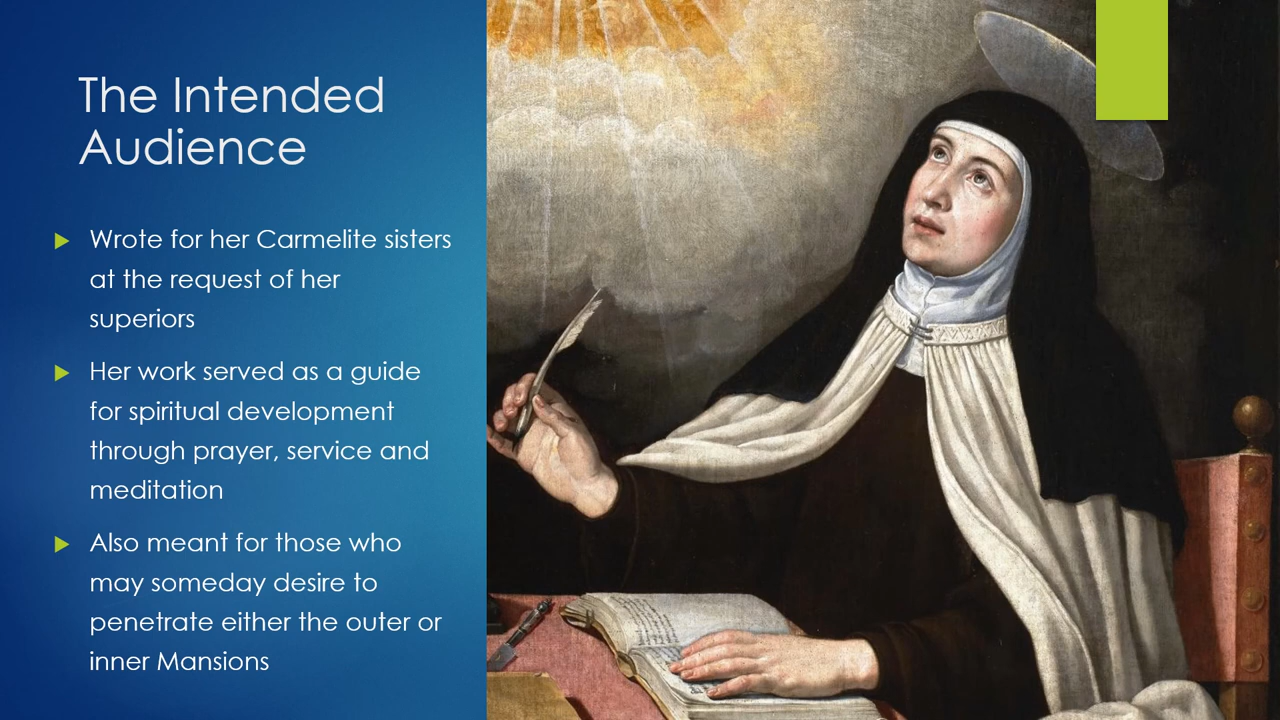 The Intended
Audience
Wrote for her Carmelite sisters
at the request of her
superiors
Her work served as a guide
for spiritual development
through prayer, service and
meditation
Also meant for those who
may someday desire to
penetrate either the outer or
inner Mansions